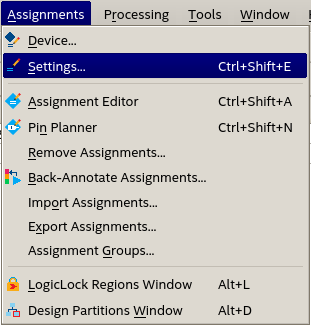 Assignments Processing Tools Window
Device...
Settings... Ctrl+Shift+E
Assignment Editor Ctrl+Shift+A
Pin Planner Ctrl+Shift+N
Remove Assignments...
Back-Annotate Assignments...
Import Assignments...
Export Assignments...
Assignment Groups...
LogicLock Regions Window Alt+L
Design Partitions Window Alt+D